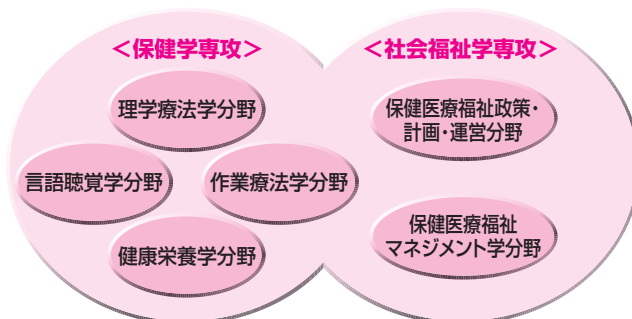 ＜保健学専攻＞
理学療法学分野
言語聴覚学分野
作業療法学分野
健康栄養学分野
＜社会福祉学専攻＞
保健医療福祉政策・
計画・運営分野
保健医療福祉
マネジメント学分野